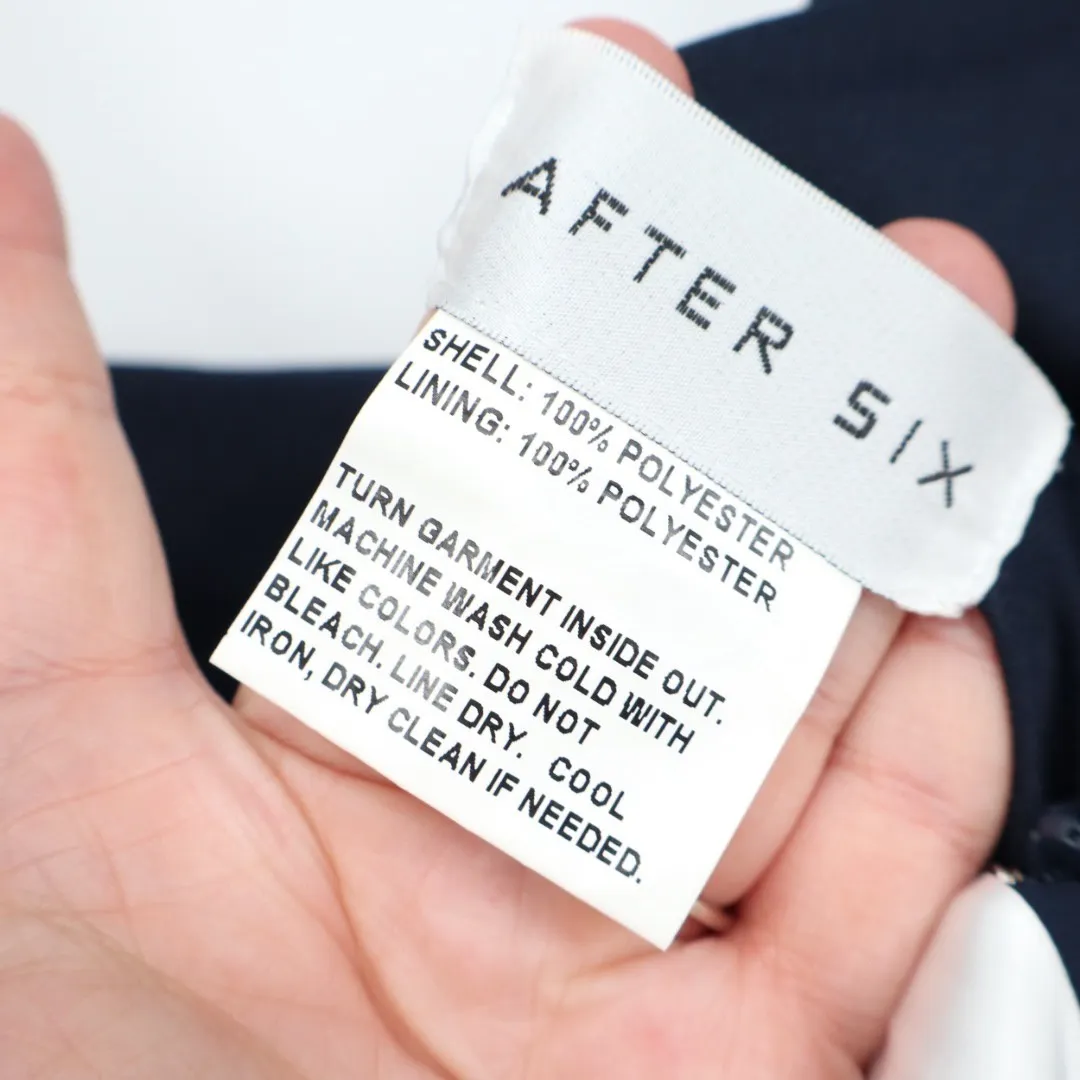 AFTER SIX
SHELL: 100% POLYESTER
LINING: 100% POLYESTER
TURN GARMENT INSIDE OUT.
MACHINE WASH COLD WITH
LIKE COLORS. DO NOT
BLEACH. LINE DRY. COOL
IRON, DRY CLEAN IF NEEDED.